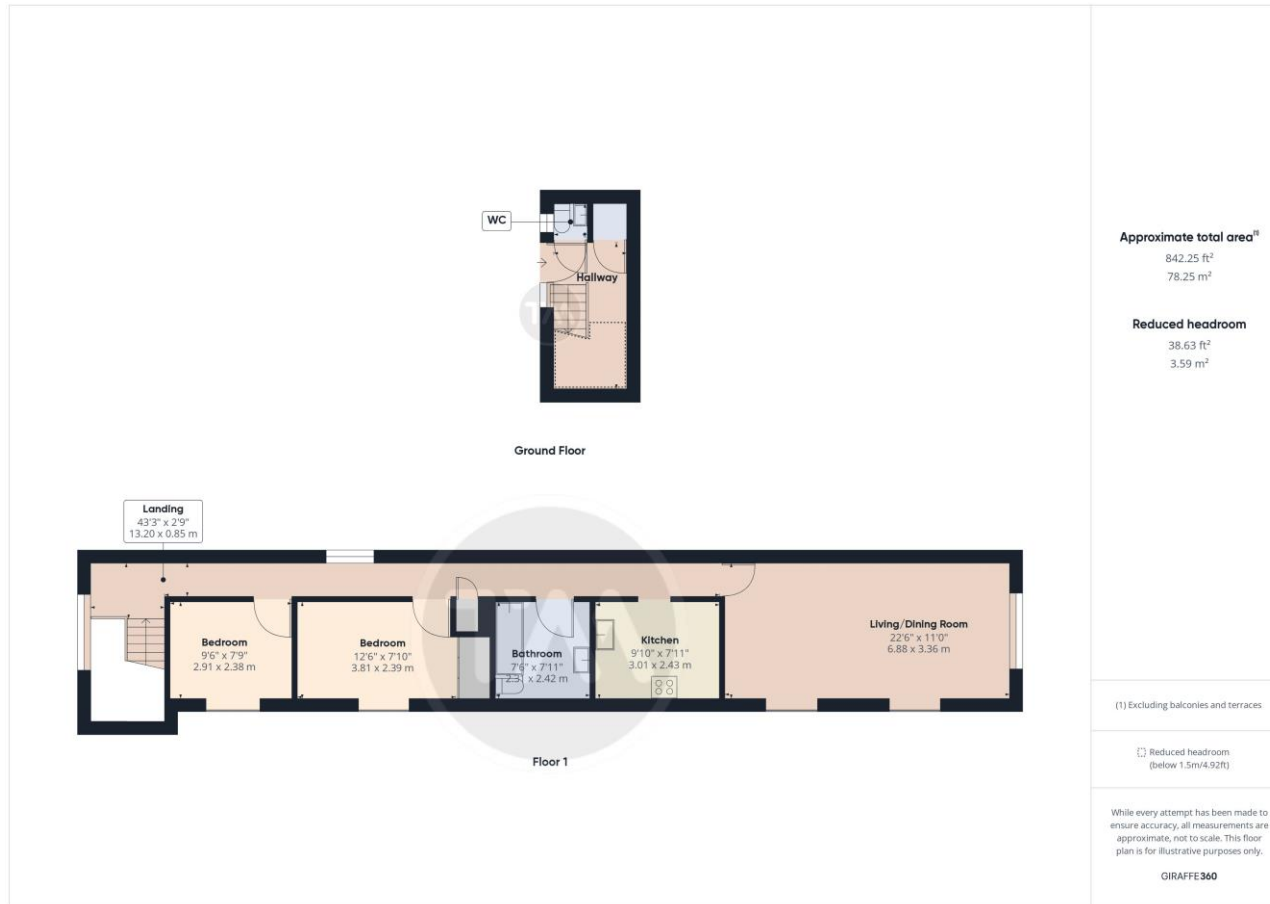 WC
Hallway
Ground Floor
Landing
43'3" x 2'9"
13.20 x 0.85 m
Bedroom
9'6" x 7'9"
2.91 x 2.38 m
Bedroom
12'6" x 7'10"
3.81 x 2.39 m
Bathroom
7'6" x 7'11"
x 2.42 m
Kitchen
9'10" x 7'11"
3.01 x 2.43 m
Living/Dining Room
22'6" x 11'0"
6.88 x 3.36 m
Floor 1
Approximate total area(1)
842.25 ft²
78.25 m²
Reduced headroom
38.63 ft²
3.59 m²
(1) Excluding balconies and terraces
Reduced headroom
(below 1.5m/4.92ft)
While every attempt has been made to
ensure accuracy, all measurements are
approximate, not to scale. This floor
plan is for illustrative purposes only.
GIRAFFE360